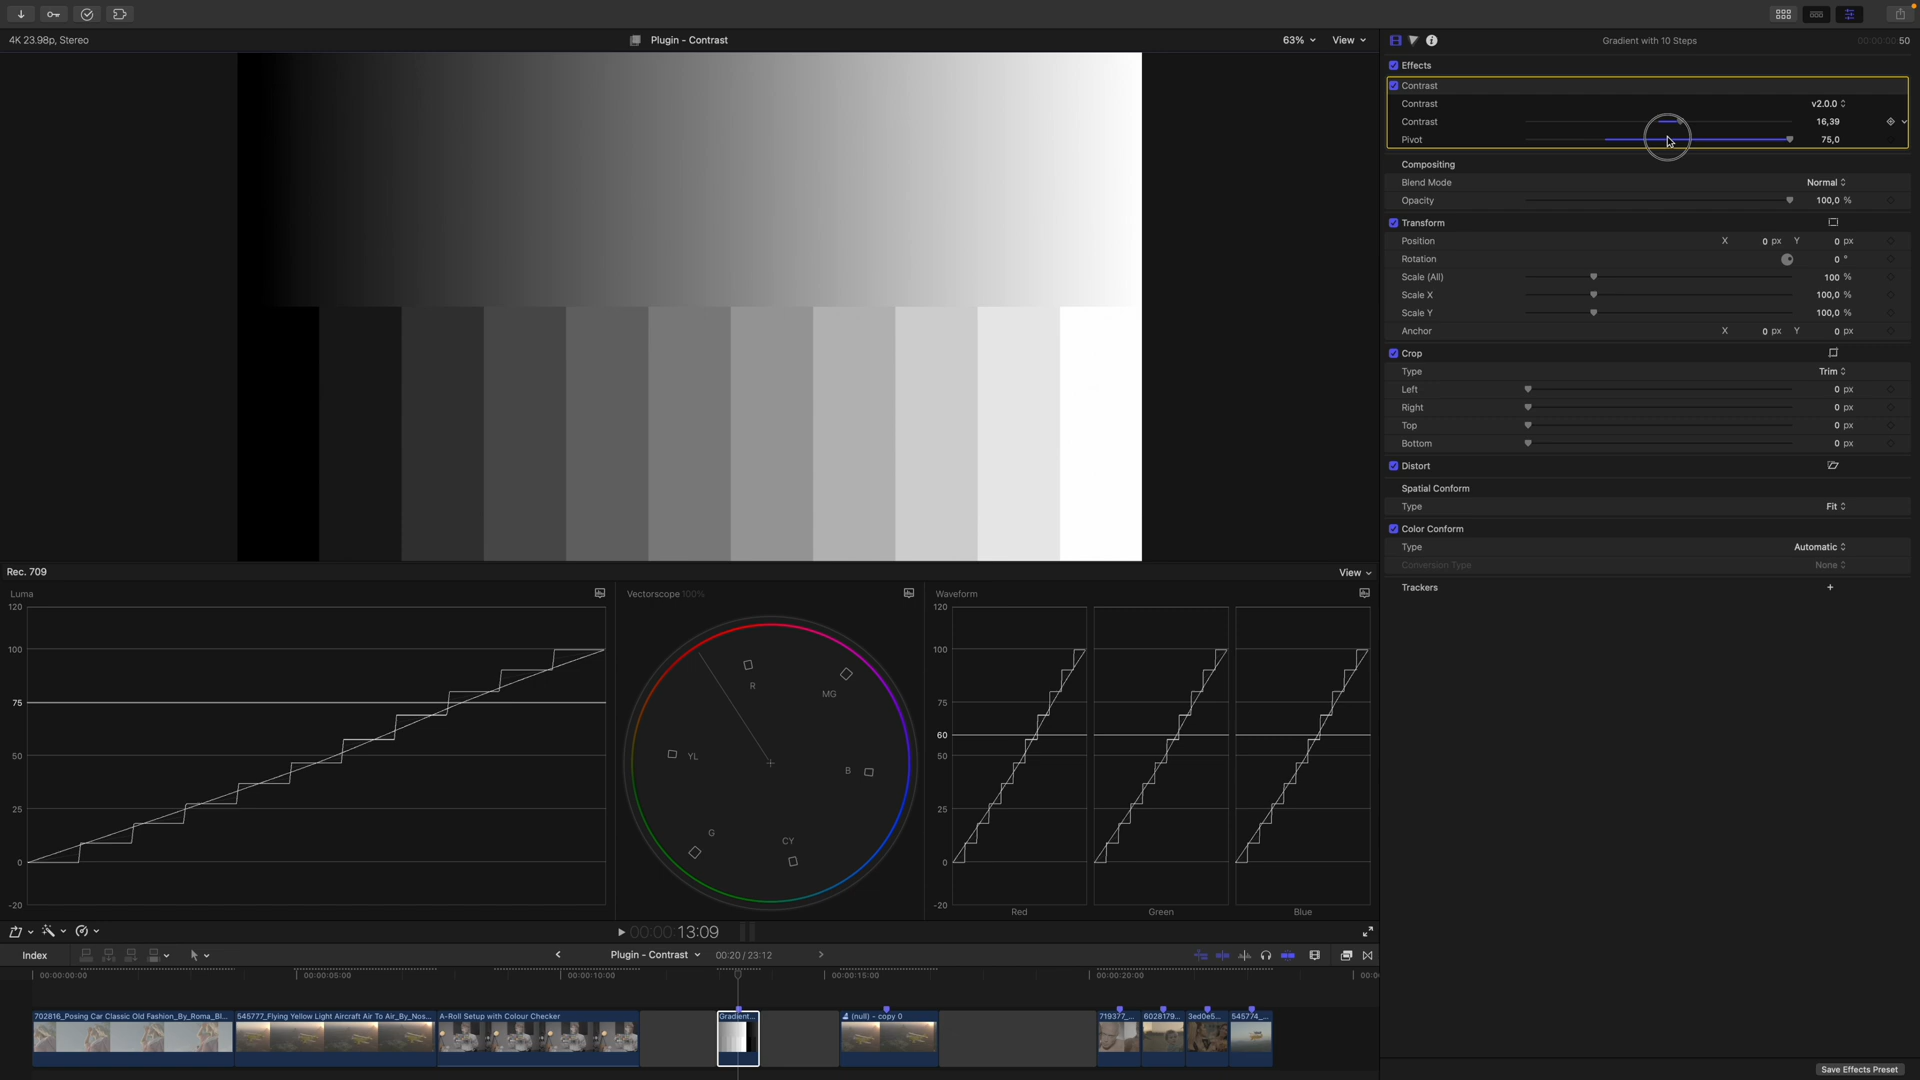 4K 23.98p, Stereo
Plugin - Contrast
63%
View
Gradient with 10 Steps
00:00:00:50
Effects
Contrast
Contrast
v2.0.0
Contrast
16,39
Pivot
75,0
Compositing
Blend Mode
Normal
Opacity
100,0 %
Transform
Position
X 0 px Y 0 px
Rotation
0 °
Scale (All)
100 %
Scale X
100,0 %
Scale Y
100,0 %
Anchor
X 0 px Y 0 px
Crop
Type
Trim
Left
0 px
Right
0 px
Top
0 px
Bottom
0 px
Distort
Spatial Conform
Type
Fit
Color Conform
Type
Automatic
Conversion Type
None
Trackers
+
Rec. 709
View
Luma
120
100
75
50
25
0
-20
Vectorscope 100%
R
MG
YL
B
G
CY
Waveform
120
100
75
60
50
25
0
-20
Red
Green
Blue
00:00:13:09
Index
Plugin - Contrast
00:20 / 23:12
00:00:00:00
00:00:05:00
00:00:10:00
00:00:15:00
00:00:20:00
702816_Posing Car Classic Old Fashion_By_Roma_Bl...
545777_Flying Yellow Light Aircraft Air To Air_By_Nos...
A-Roll Setup with Colour Checker
Gradient...
(null) - copy 0
719377_...
6028179...
3ed0e5...
545774_...
Save Effects Preset